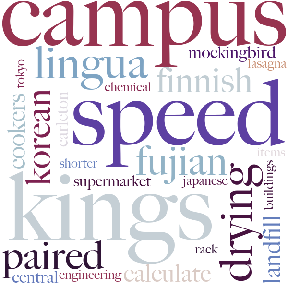 campus
mockingbird
lingua
lasagna
tokyo
chemical
finnish
cookers
korean
carleton
speed
fujian
items
shorter
supermarket
japanese
kings
drying
landfill
buildings
paired
rack
central
engineering
calculate